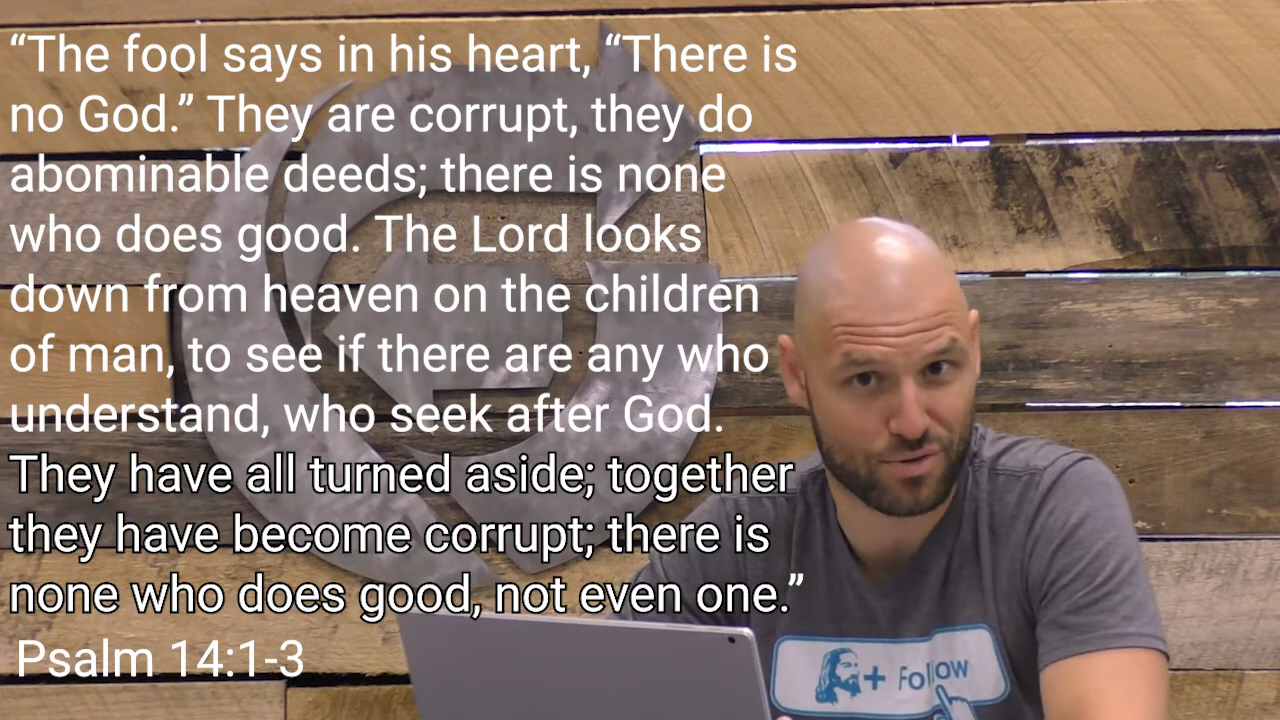 “The fool says in his heart, “There is
no God.” They are corrupt, they do
abominable deeds; there is none
who does good. The Lord looks
down from heaven on the children
of man, to see if there are any who
understand, who seek after God.
They have all turned aside; together
they have become corrupt; there is
none who does good, not even one.”
Psalm 14:1-3
+ Follow